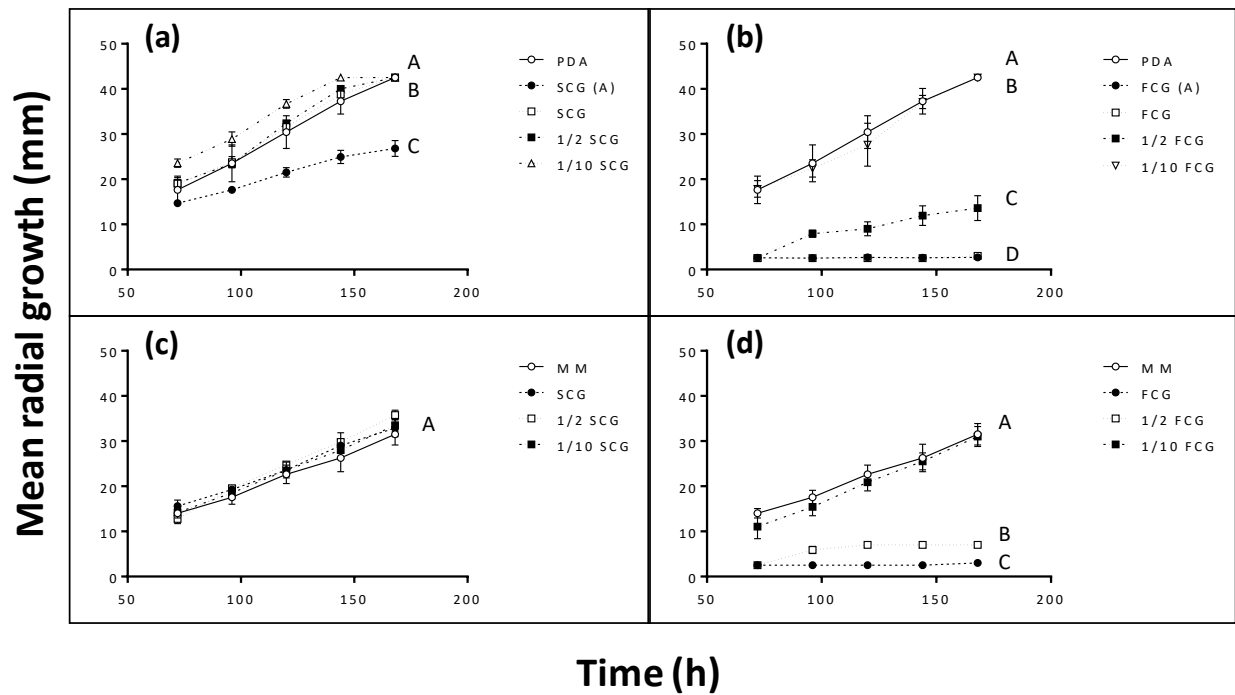 Mean radial growth (mm)
(a)
50
40
30
20
10
0
50
100
150
200
A
B
C
PDA
SCG (A)
SCG
1/2 SCG
1/10 SCG
(b)
50
40
30
20
10
0
50
100
150
200
A
B
C
D
PDA
FCG (A)
FCG
1/2 FCG
1/10 FCG
(c)
50
40
30
20
10
0
50
100
150
200
A
MM
SCG
1/2 SCG
1/10 SCG
(d)
50
40
30
20
10
0
50
100
150
200
A
B
C
MM
FCG
1/2 FCG
1/10 FCG
Time (h)